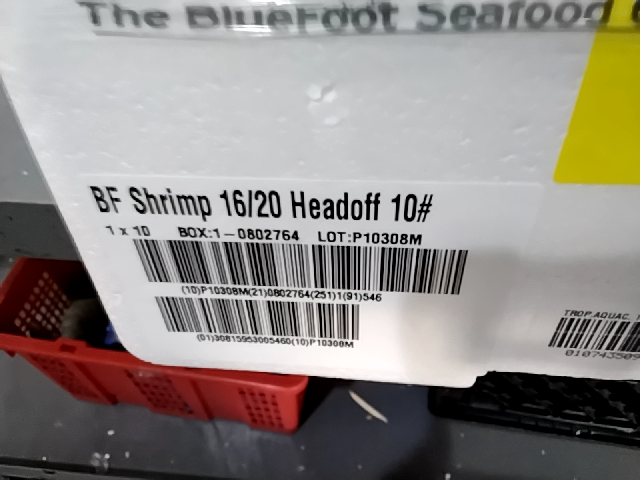 The BlueFoot Seafood
BF Shrimp 16/20 Headoff 10#
1 x 10 BOX:1-0802764 LOT:P10308M
(10)P10308M(21)0802764(251)1(91)546
(01)30815953005460(10)P10308M
TROP.AQUAC.
010743509